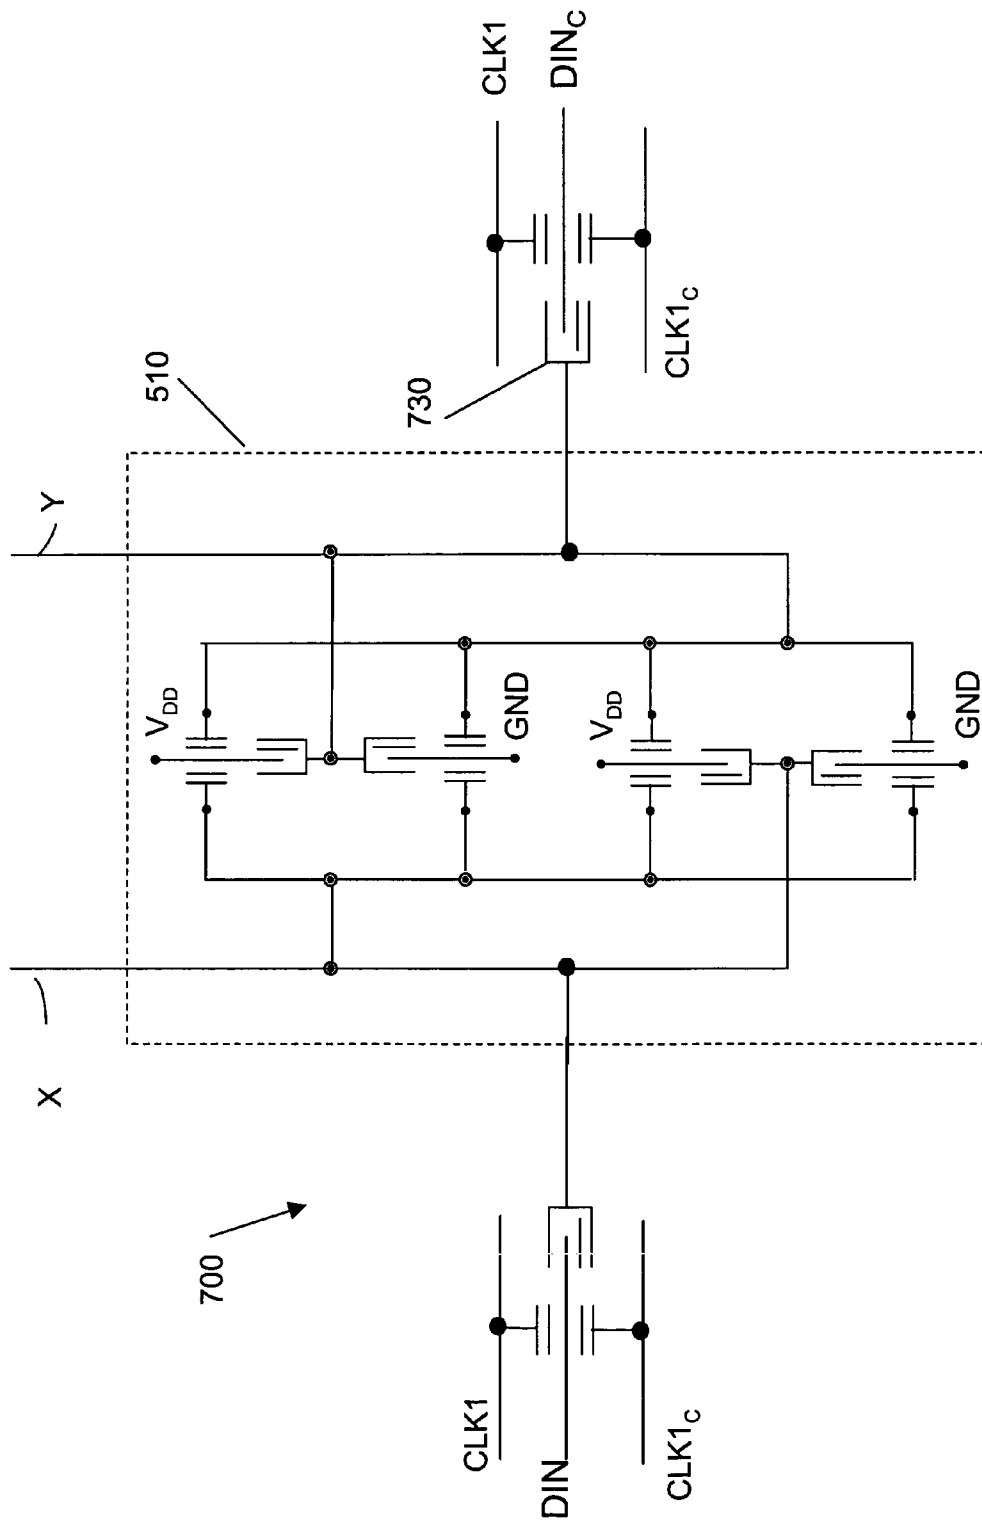 CLK1
DIN_C
CLK1_C
730
510
Y
V_DD
GND
V_DD
GND
X
700
CLK1
DIN
CLK1_C